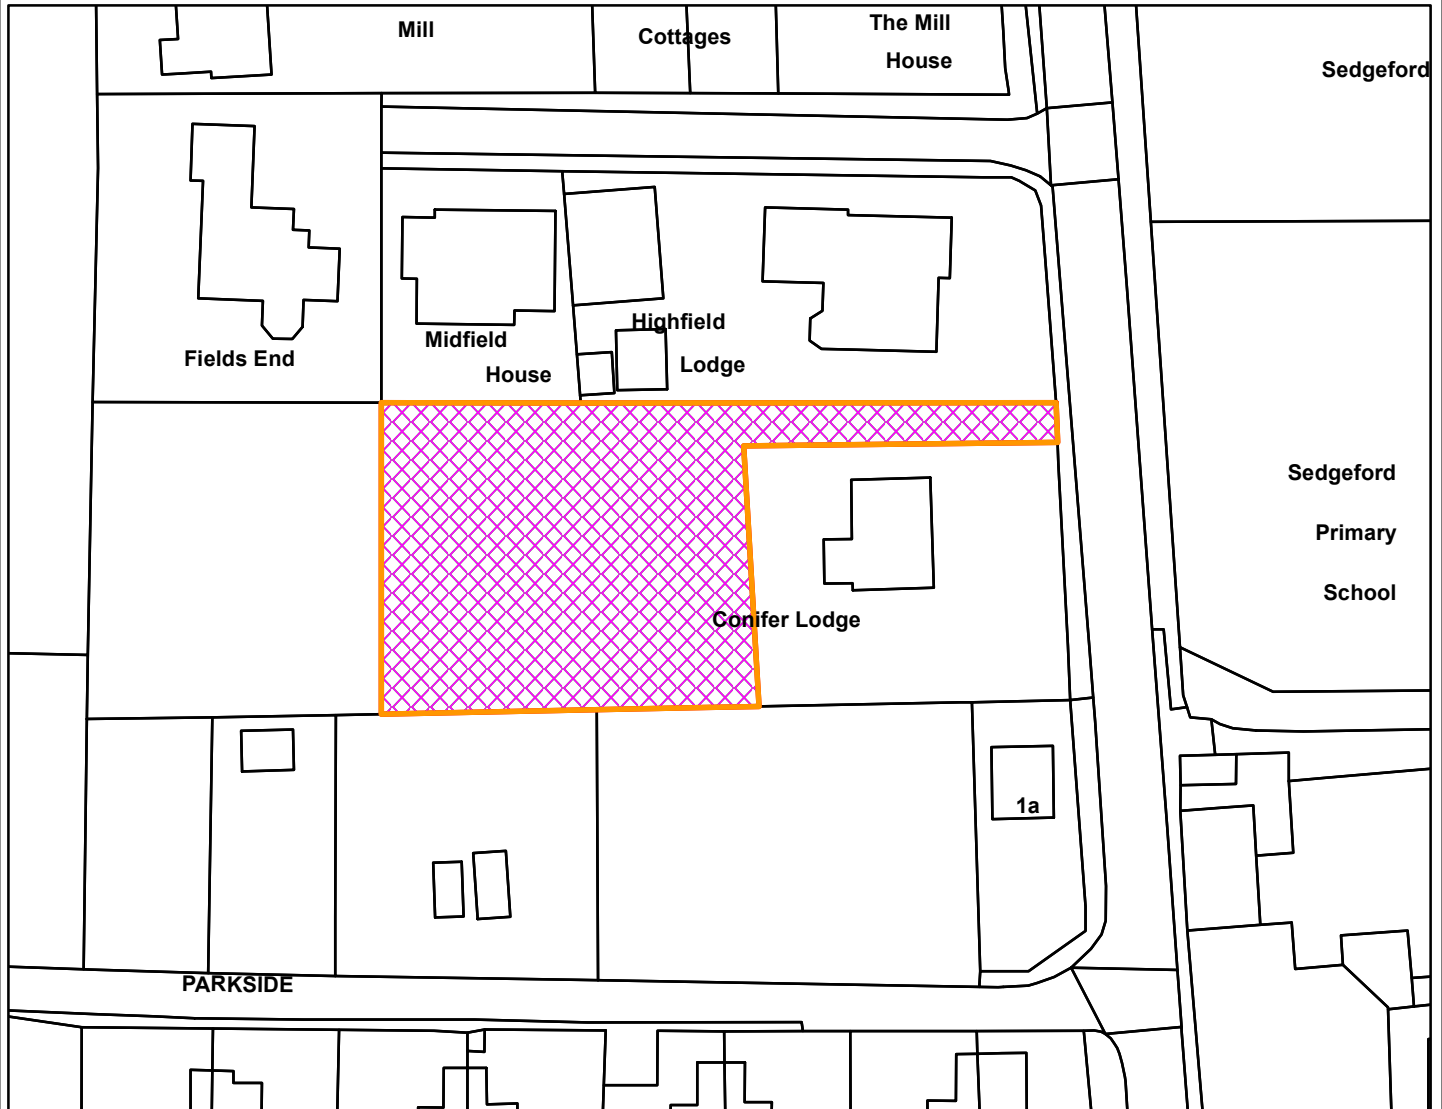 Mill
Cottages
The Mill
House
Sedgeford
Fields End
Midfield
House
Highfield
Lodge
Conifer Lodge
Sedgeford
Primary
School
1a
PARKSIDE